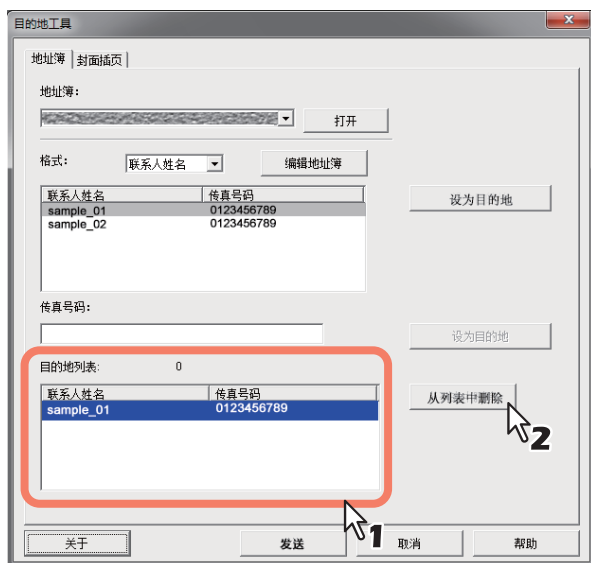 目的地工具
地址簿 封面插页
地址簿:
打开
格式: 联系人姓名 编辑地址簿
联系人姓名 传真号码
sample_01 0123456789
sample_02 0123456789
设为目的地
传真号码:
设为目的地
目的地列表: 0
联系人姓名 传真号码
sample_01 0123456789
从列表中删除
2
1
关于 发送 取消 帮助